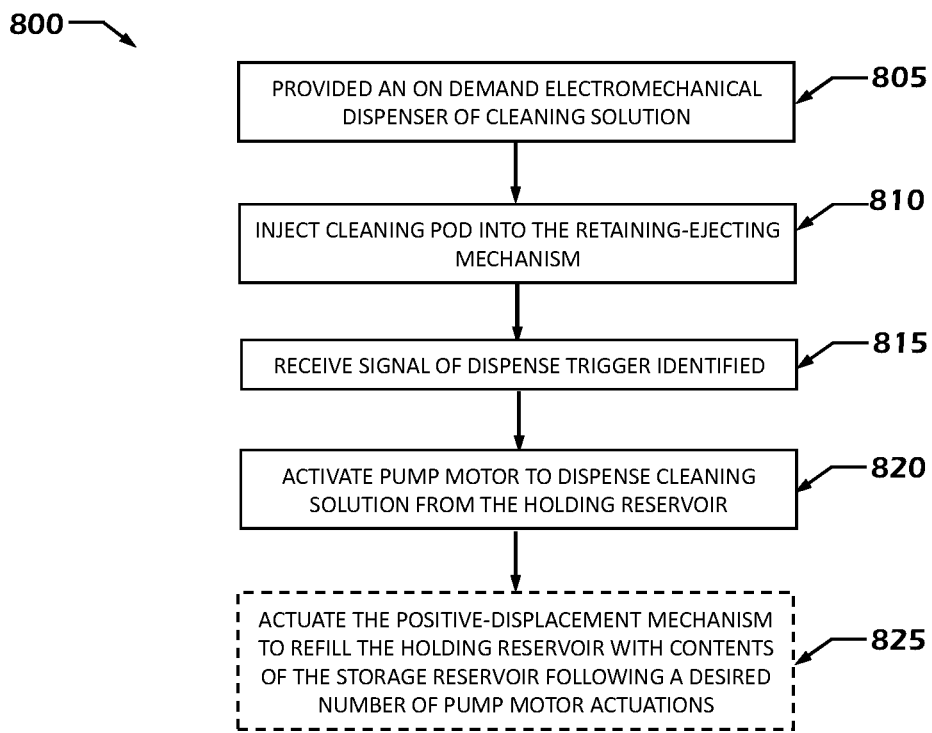 800
PROVIDED AN ON DEMAND ELECTROMECHANICAL
DISPENSER OF CLEANING SOLUTION
805
INJECT CLEANING POD INTO THE RETAINING-EJECTING
MECHANISM
810
RECEIVE SIGNAL OF DISPENSE TRIGGER IDENTIFIED
815
ACTIVATE PUMP MOTOR TO DISPENSE CLEANING
SOLUTION FROM THE HOLDING RESERVOIR
820
ACTUATE THE POSITIVE-DISPLACEMENT MECHANISM
TO REFILL THE HOLDING RESERVOIR WITH CONTENTS
OF THE STORAGE RESERVOIR FOLLOWING A DESIRED
NUMBER OF PUMP MOTOR ACTUATIONS
825